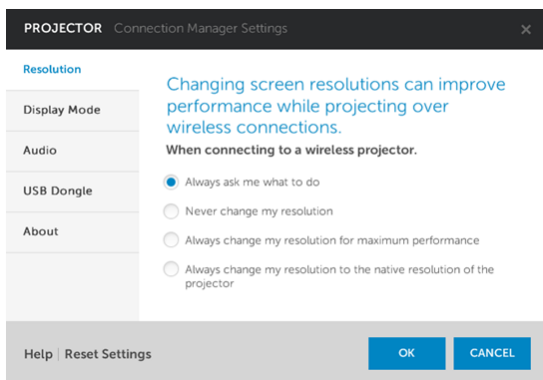 PROJECTOR Connection Manager Settings
Resolution
Display Mode
Audio
USB Dongle
About
Changing screen resolutions can improve
performance while projecting over
wireless connections.
When connecting to a wireless projector.
Always ask me what to do
Never change my resolution
Always change my resolution for maximum performance
Always change my resolution to the native resolution of the
projector
Help | Reset Settings
OK
CANCEL